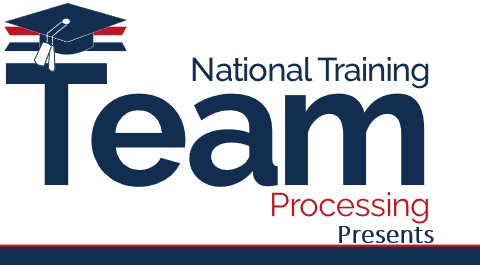 National Training
Team
Processing
Presents